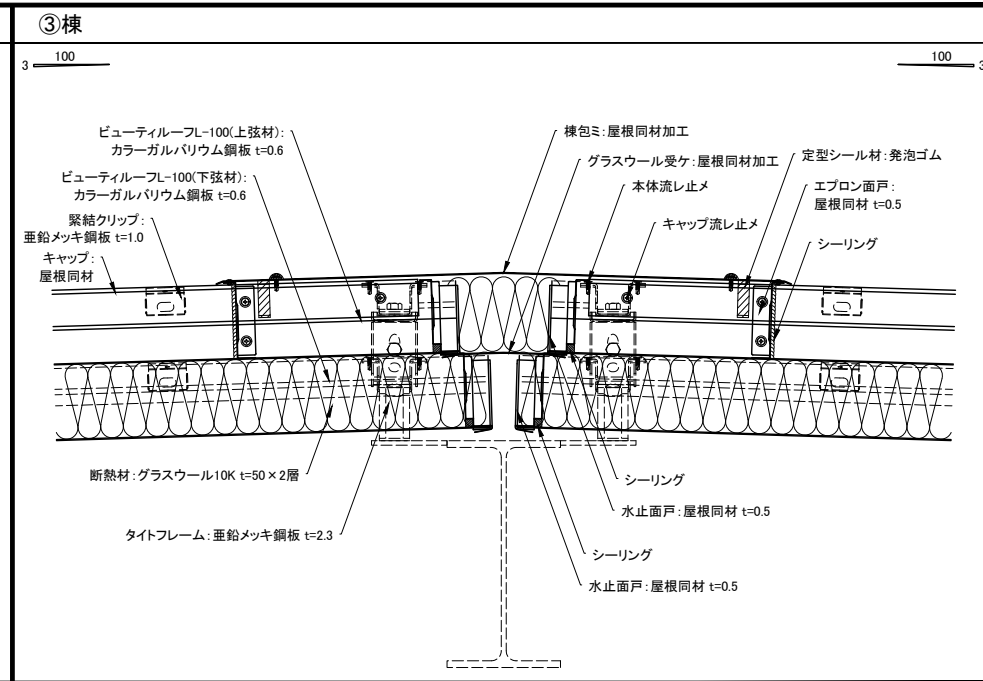 ③棟
100
3
100
3
ビューティルーフL-100(上弦材):
カラーガルバリウム鋼板 t=0.6
ビューティルーフL-100(下弦材):
カラーガルバリウム鋼板 t=0.6
緊結クリップ:
亜鉛メッキ鋼板 t=1.0
キャップ:
屋根同材
棟包ミ:屋根同材加工
グラスウール受ケ:屋根同材加工
本体流レ止メ
キャップ流レ止メ
定型シール材:発泡ゴム
エプロン面戸:
屋根同材 t=0.5
シーリング
断熱材:グラスウール10K t=50×2層
タイトフレーム:亜鉛メッキ鋼板 t=2.3
シーリング
水止面戸:屋根同材 t=0.5
シーリング
水止面戸:屋根同材 t=0.5